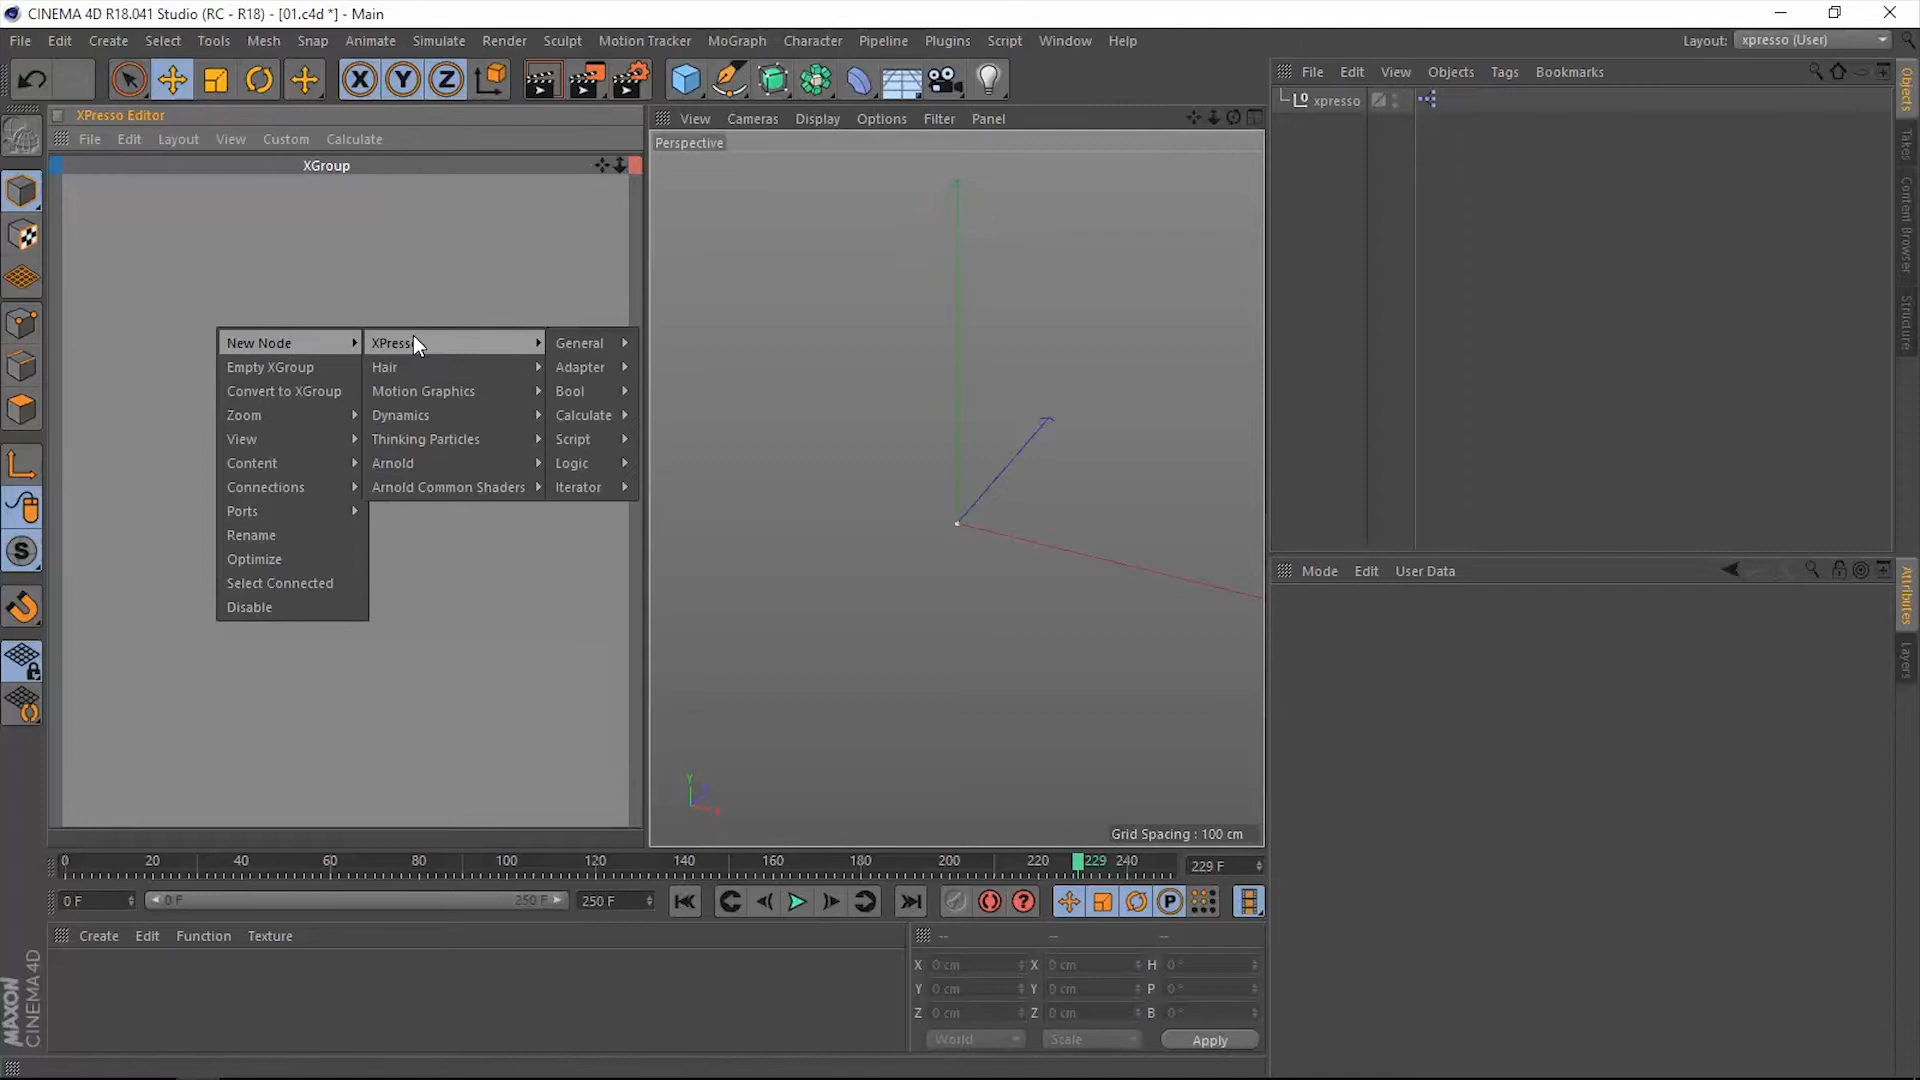 CINEMA 4D R18.041 Studio (RC - R18) - [01.c4d *] - Main
File Edit Create Select Tools Mesh Snap Animate Simulate Render Sculpt Motion Tracker MoGraph Character Pipeline Plugins Script Window Help Layout: xpresso (User)
X Y Z
File Edit View Objects Tags Bookmarks
xpresso
Objects
Takes
Content Browser
Structure
XPresso Editor
File Edit Layout View Custom Calculate
XGroup
View Cameras Display Options Filter Panel
Perspective
New Node
Empty XGroup
Convert to XGroup
Zoom
View
Content
Connections
Ports
Rename
Optimize
Select Connected
Disable
Hair
Motion Graphics
Dynamics
Thinking Particles
Arnold
Arnold Common Shaders
General
Adapter
Bool
Calculate
Script
Logic
Iterator
S
Y
Z
X
Grid Spacing : 100 cm
Mode Edit User Data
Attributes
Layers
0 20 40 60 80 100 120 140 160 180 200 220 229 240 229 F
0 F 0 F 250 F 250 F
? P
Create Edit Function Texture
-- -- --
X 0 cm X 0 cm H 0 °
Y 0 cm Y 0 cm P 0 °
Z 0 cm Z 0 cm B 0 °
World Scale Apply
MAXON
CINEMA 4D